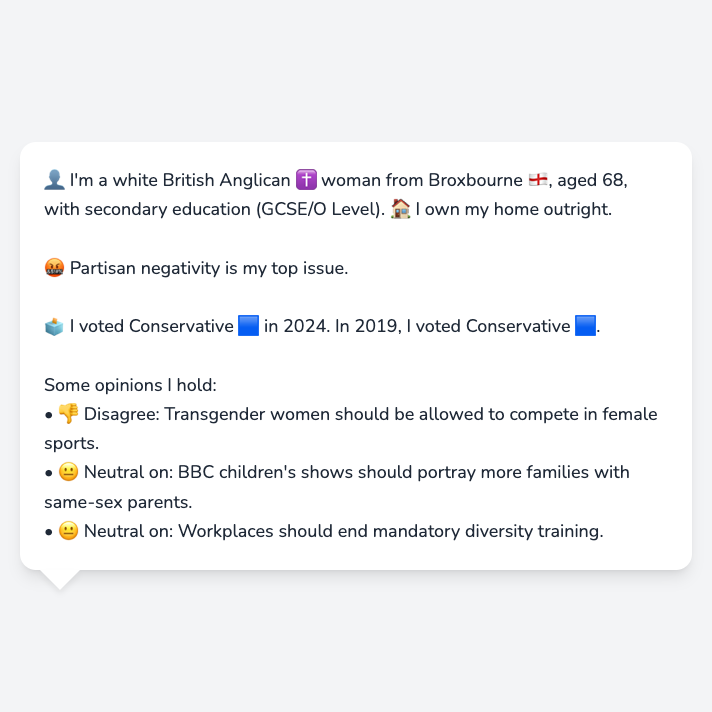 👤 I'm a white British Anglican ✝️ woman from Broxbourne 🏴󠁧󠁢󠁥󠁮󠁧󠁿, aged 68,
with secondary education (GCSE/O Level). 🏠 I own my home outright.
🤬 Partisan negativity is my top issue.
🗳️ I voted Conservative 🟦 in 2024. In 2019, I voted Conservative 🟦.
Some opinions I hold:
• 👎 Disagree: Transgender women should be allowed to compete in female
sports.
• 😐 Neutral on: BBC children's shows should portray more families with
same-sex parents.
• 😐 Neutral on: Workplaces should end mandatory diversity training.